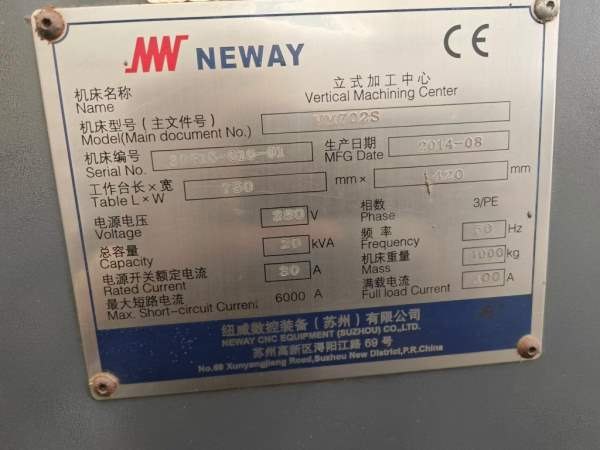 NEWAY CE
立式加工中心
机床名称
Name Vertical Machining Center
机床型号(主文件号)
Model(Main document No.) VM702S
机床编号 生产日期 2014-08
Serial No. MFG Date
工作台长×宽
Table L×W 750 mm× 420 mm
电源电压 相数 3/PE
Voltage V Phase
总容量 频率
Capacity 20 kVA Frequency Hz
电源开关额定电流 机床重量
Rated Current A Mass kg
最大短路电流 满载电流
Max. Short-circuit Current 6000 A Full load Current A
纽威数控装备(苏州)有限公司
NEWAY CNC EQUIPMENT (SUZHOU) CO.,LTD.
苏州高新区浔阳江路 69 号
No.69 Xunyangjiang Road,Suzhou New District,P.R.China